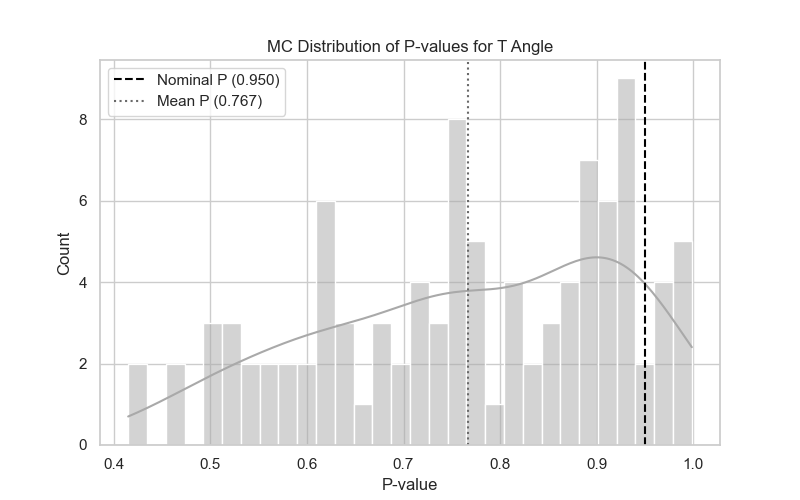 MC Distribution of P-values for T Angle
Nominal P (0.950)
Mean P (0.767)
Count
8
6
4
2
0
0.4 0.5 0.6 0.7 0.8 0.9 1.0
P-value